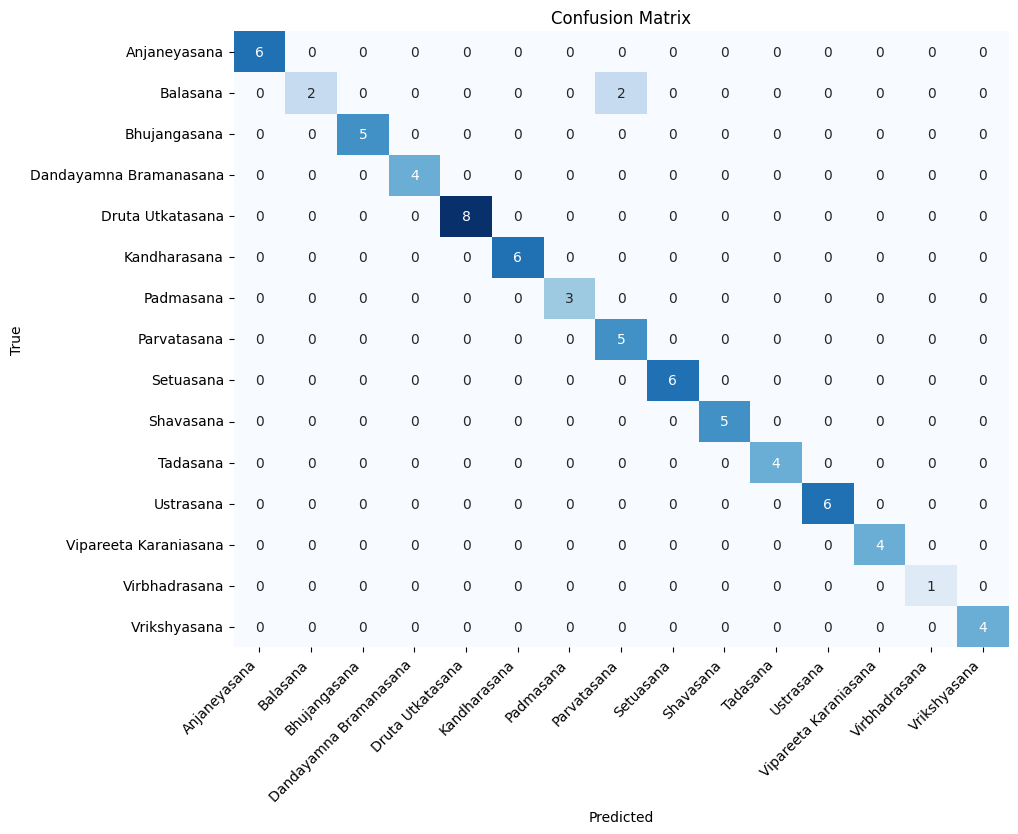 Confusion Matrix
Anjaneyasana 6 0 0 0 0 0 0 0 0 0 0 0 0 0 0
Balasana 0 2 0 0 0 0 0 2 0 0 0 0 0 0 0
Bhujangasana 0 0 5 0 0 0 0 0 0 0 0 0 0 0 0
Dandayamna Bramanasana 0 0 0 4 0 0 0 0 0 0 0 0 0 0 0
Druta Utkatasana 0 0 0 0 8 0 0 0 0 0 0 0 0 0 0
Kandharasana 0 0 0 0 0 6 0 0 0 0 0 0 0 0 0
Padmasana 0 0 0 0 0 0 3 0 0 0 0 0 0 0 0
Parvatasana 0 0 0 0 0 0 0 5 0 0 0 0 0 0 0
Setuasana 0 0 0 0 0 0 0 0 6 0 0 0 0 0 0
Shavasana 0 0 0 0 0 0 0 0 0 5 0 0 0 0 0
Tadasana 0 0 0 0 0 0 0 0 0 0 4 0 0 0 0
Ustrasana 0 0 0 0 0 0 0 0 0 0 0 6 0 0 0
Vipareeta Karaniasana 0 0 0 0 0 0 0 0 0 0 0 0 4 0 0
Virbhadrasana 0 0 0 0 0 0 0 0 0 0 0 0 0 1 0
Vrikshyasana 0 0 0 0 0 0 0 0 0 0 0 0 0 0 4
True
Anjaneyasana
Balasana
Bhujangasana
Dandayamna Bramanasana
Druta Utkatasana
Kandharasana
Padmasana
Parvatasana
Setuasana
Shavasana
Tadasana
Ustrasana
Vipareeta Karaniasana
Virbhadrasana
Vrikshyasana
Predicted